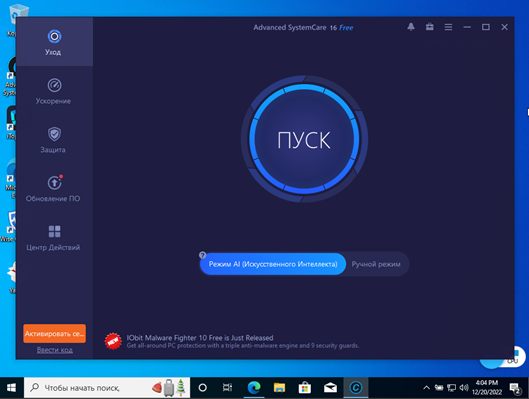 Advanced SystemCare 16 Free
Уход
Ускорение
Защита
Обновление ПО
Центр Действий
ПУСК
Режим AI (Искусственного Интеллекта)
Ручной режим
Активировать се...
Ввести код
NEW
IObit Malware Fighter 10 Free is Just Released
Get all-around PC protection with a triple anti-malware engine and 9 security guards.
Чтобы начать поиск,
4:04 PM
12/20/2022
2